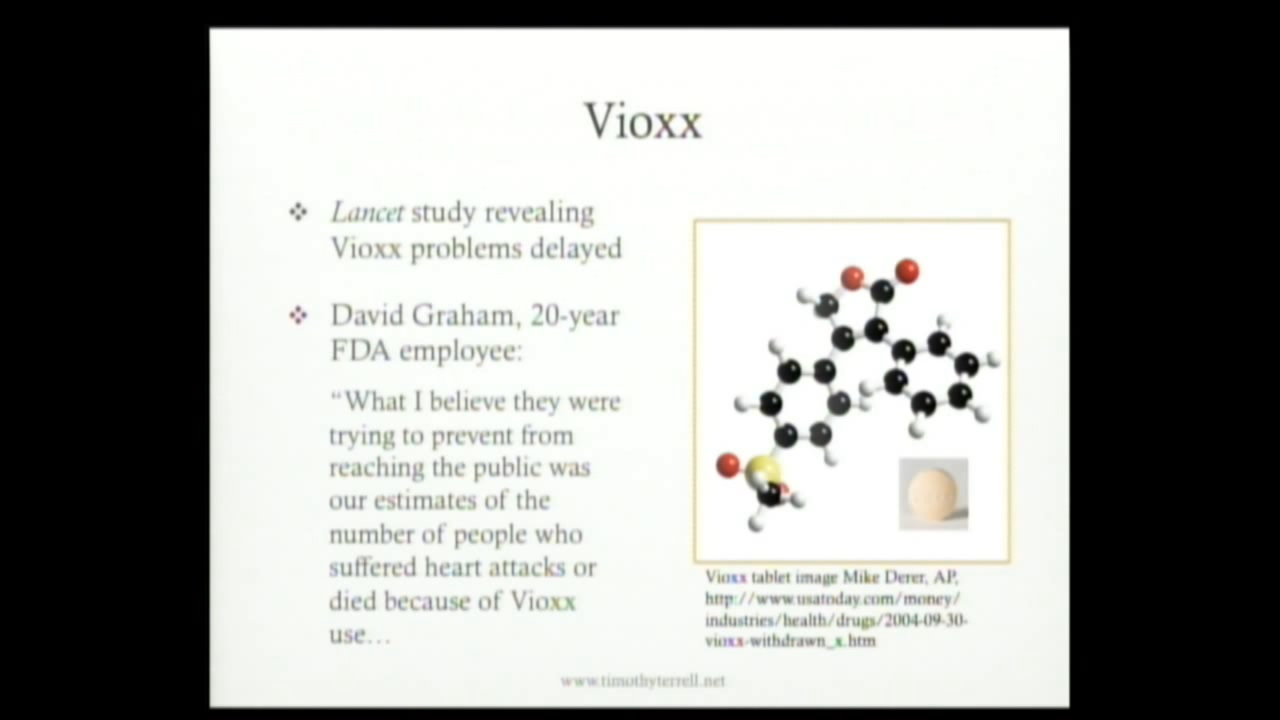 Vioxx
Lancet study revealing
Vioxx problems delayed
David Graham, 20-year
FDA employee:
“What I believe they were
trying to prevent from
reaching the public was
our estimates of the
number of people who
suffered heart attacks or
died because of Vioxx
use…
Vioxx tablet image Mike Derer, AP,
http://www.usatoday.com/money/
industries/health/drugs/2004-09-30-
vioxx-withdrawn_x.htm
www.timothyterrell.net